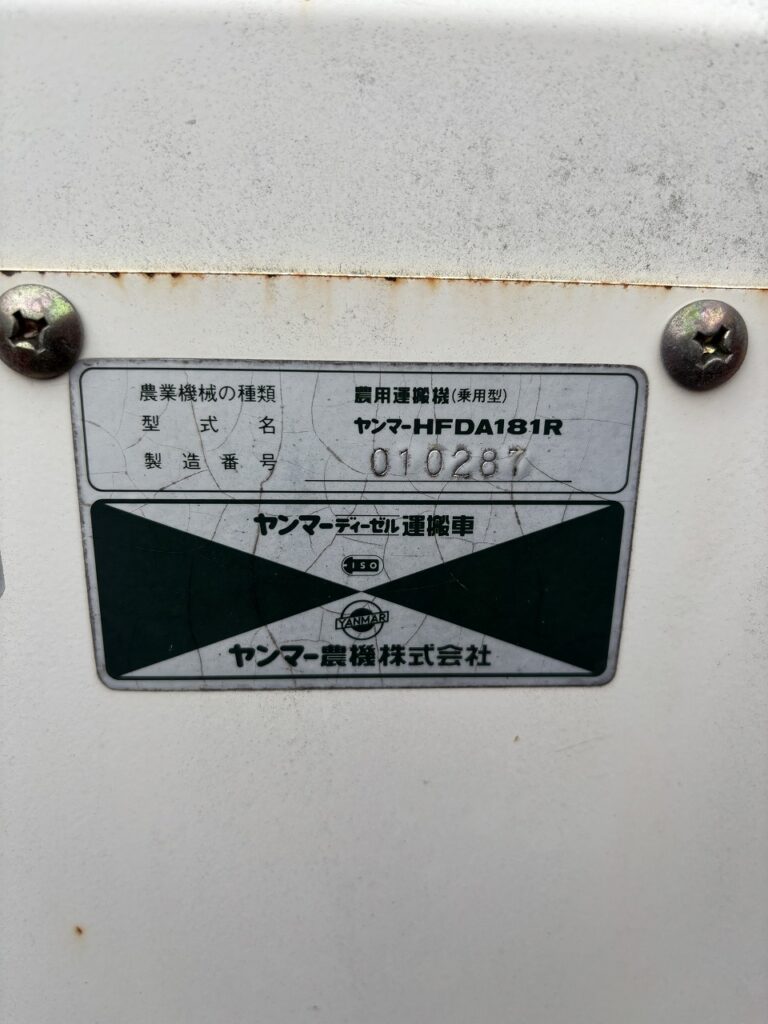 農業機械の種類 農用運搬機(乗用型)
型式名 ヤンマーHFDA181R
製造番号 010287
ヤンマーディーゼル運搬車
ISO
YANMAR
ヤンマー農機株式会社